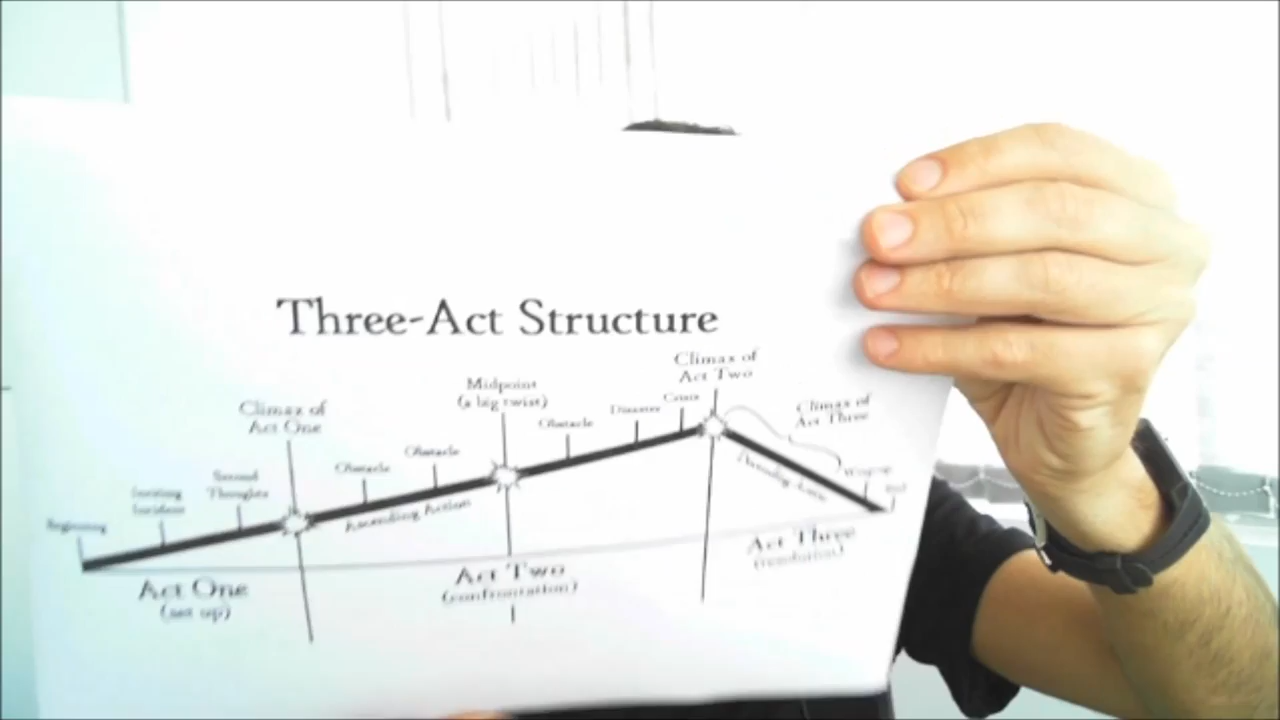 Three-Act Structure
Climax of
Act Two
Midpoint
(a big twist)
Crisis
Climax of
Act Three
Climax of
Act One
Disaster
Obstacle
Obstacle
Obstacle
Second
Thoughts
Inciting
Incident
Beginning
Ascending Action
End
Act One
(set up)
Act Two
(confrontation)
Act Three
(resolution)